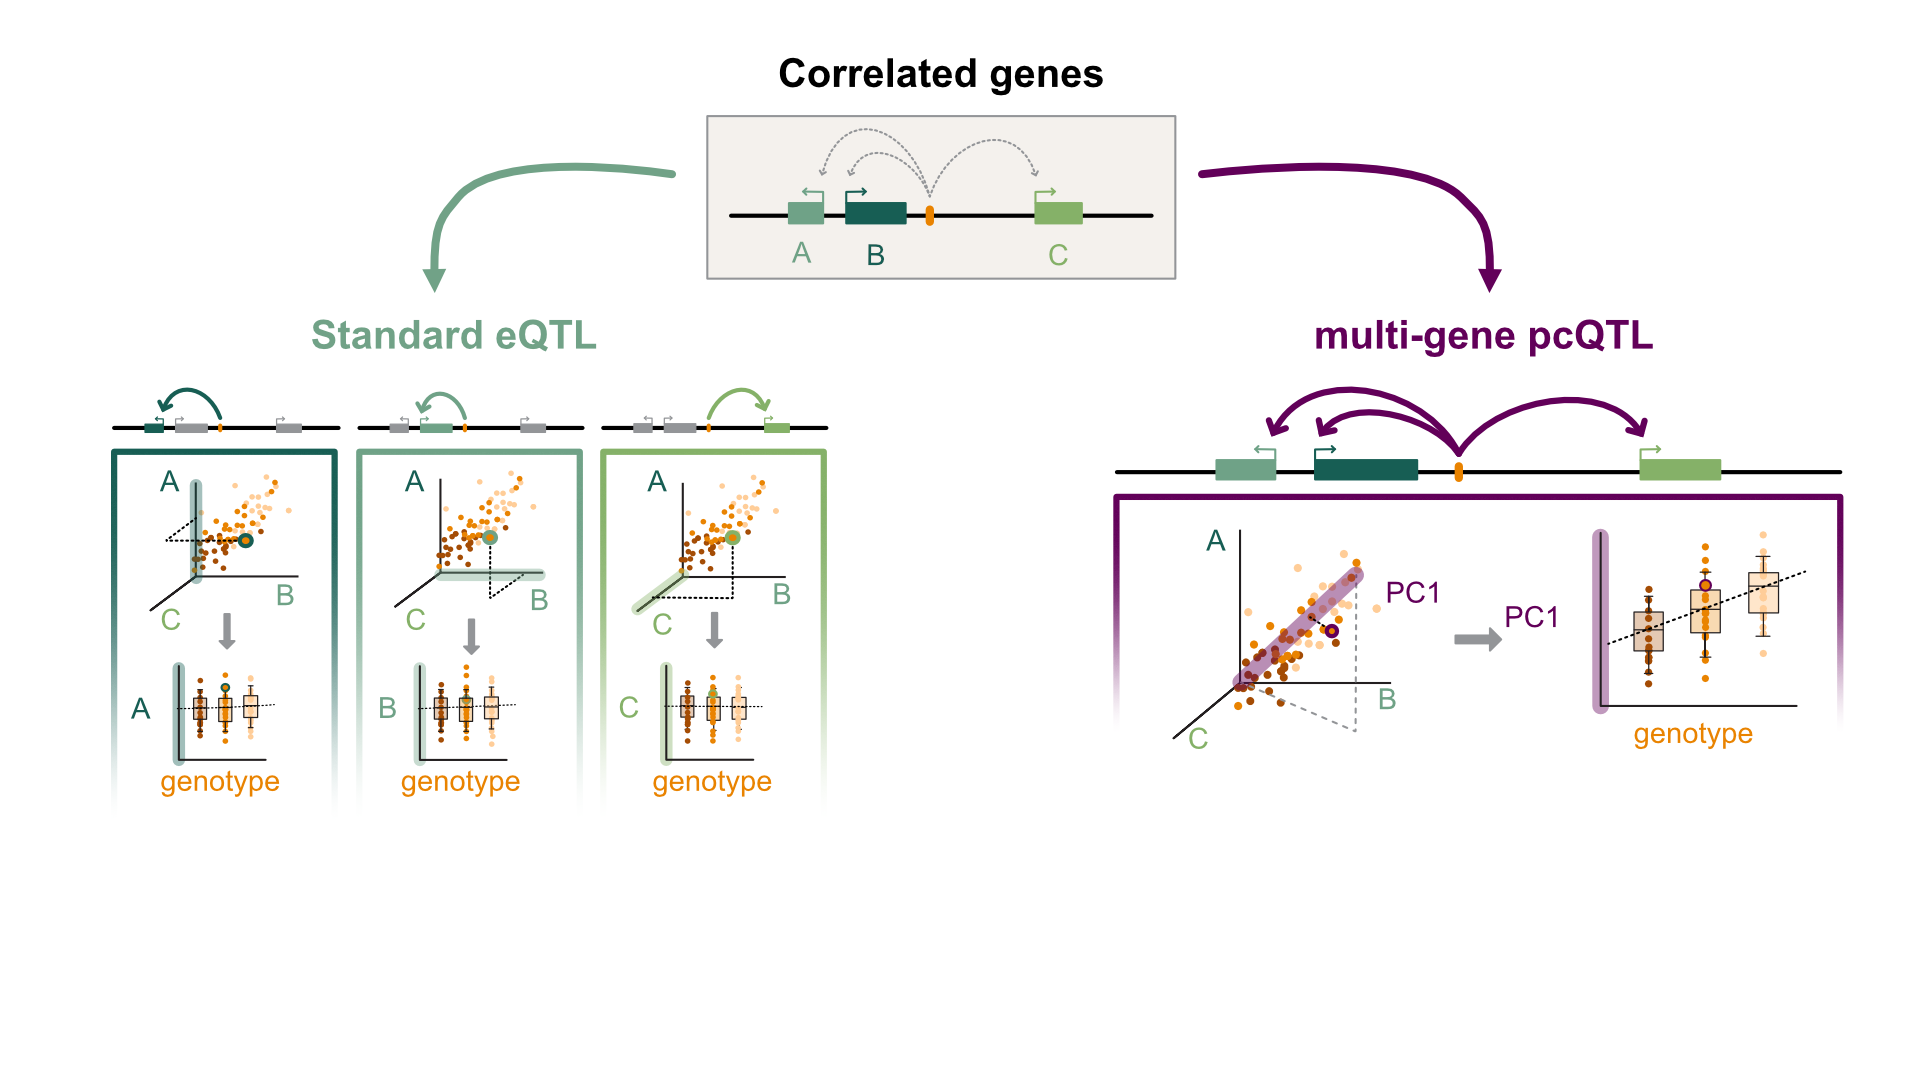 Correlated genes
A
B
C
Standard eQTL
multi-gene pcQTL
A
B
C
A
genotype
A
B
C
B
genotype
A
B
C
C
genotype
A
B
C
PC1
PC1
genotype